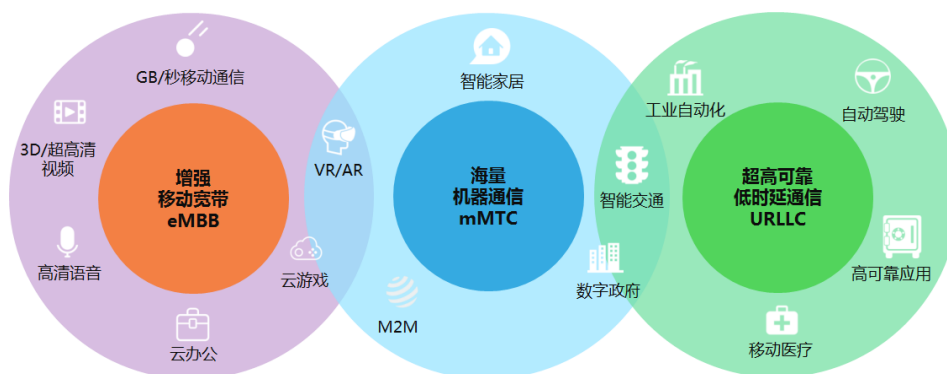 GB/秒移动通信
3D/超高清
视频
增强
移动宽带
eMBB
高清语音
云办公
VR/AR
云游戏
智能家居
海量
机器通信
mMTC
M2M
工业自动化
智能交通
数字政府
自动驾驶
超高可靠
低时延通信
URLLC
高可靠应用
移动医疗